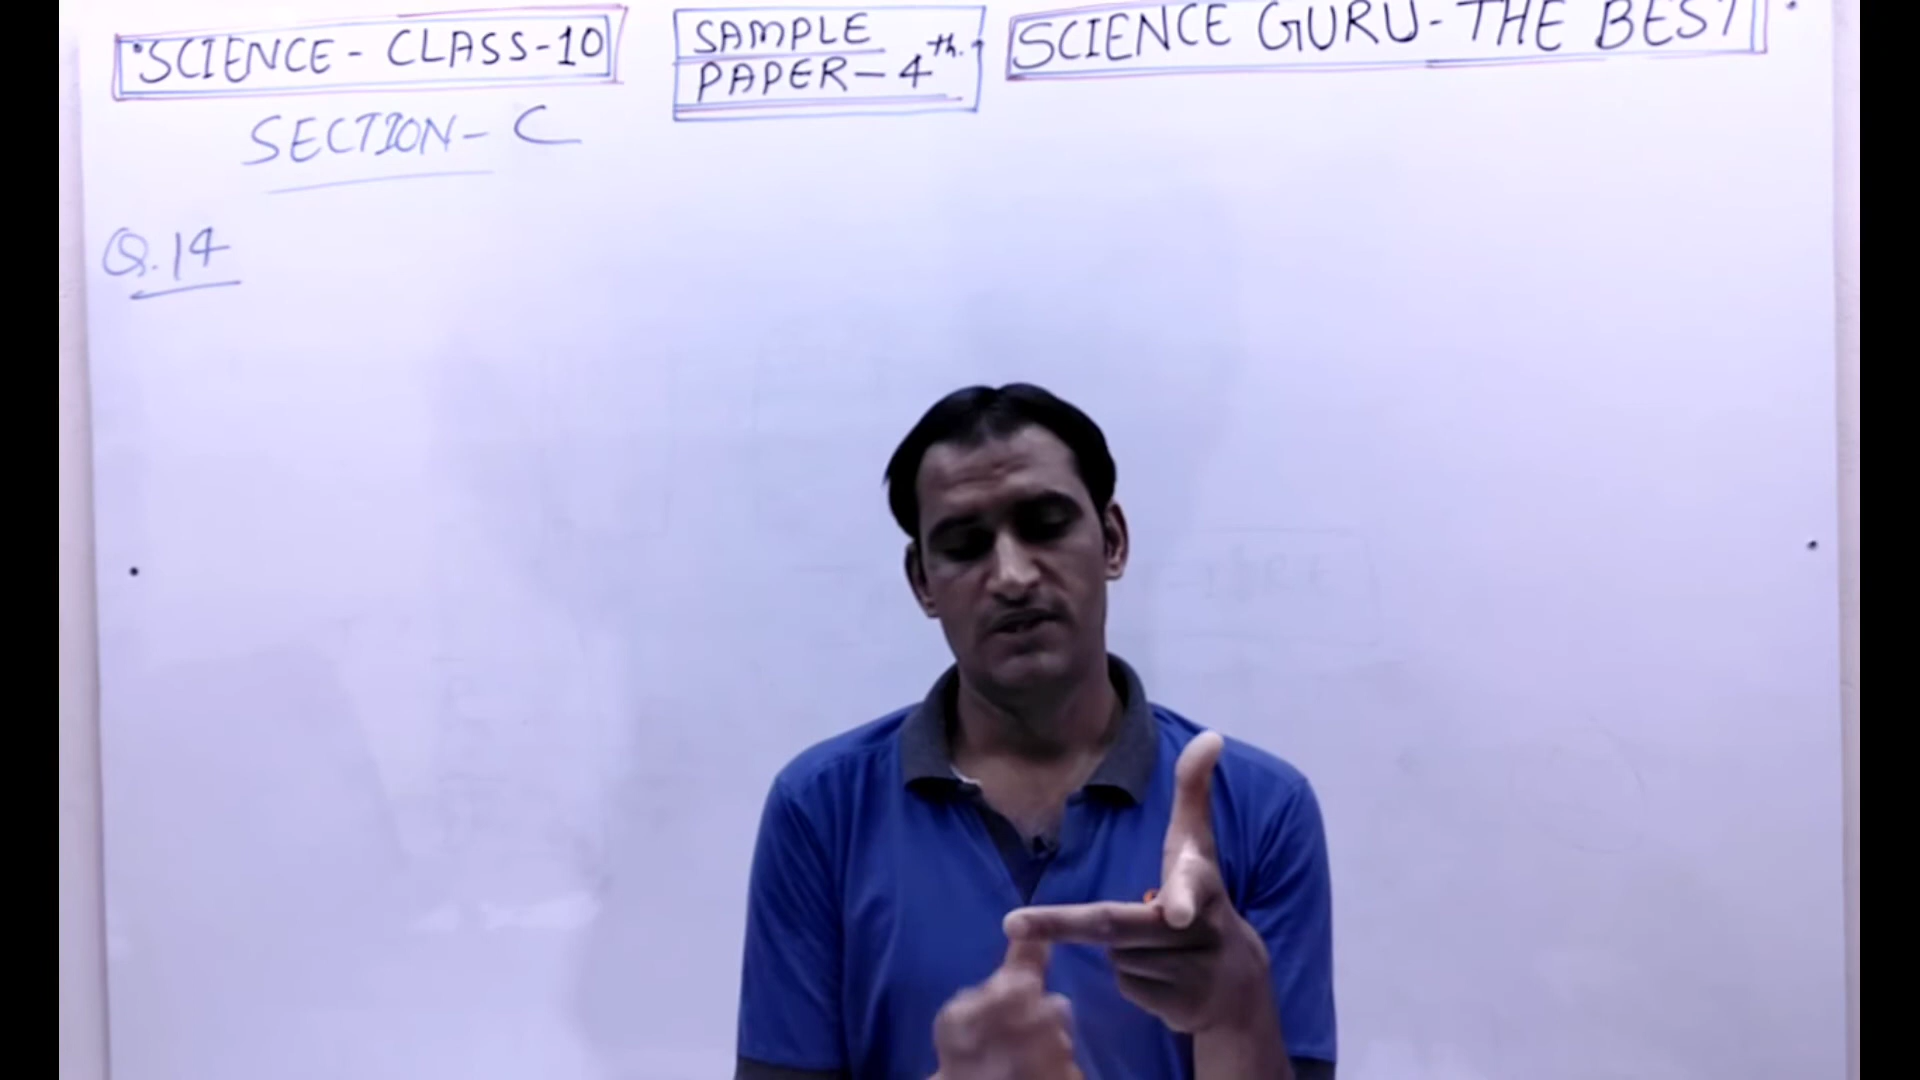 SCIENCE - CLASS-10
SAMPLE
PAPER - 4th.
SCIENCE GURU - THE BEST
SECTION - C
Q.14